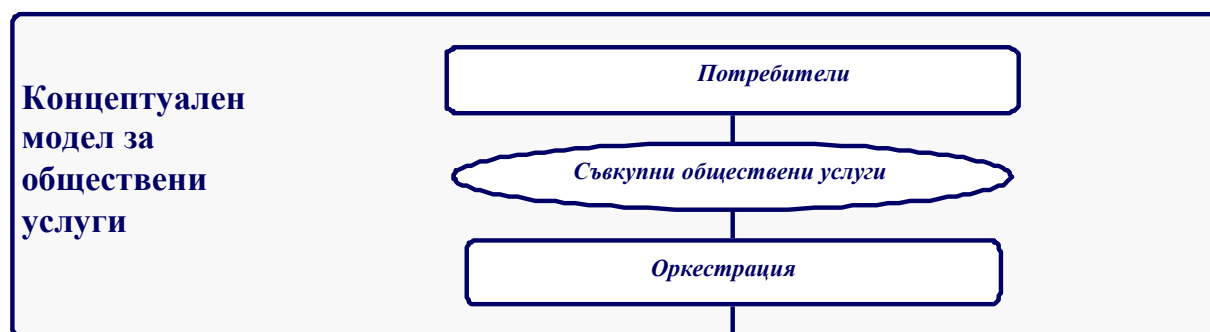 Концептуален
модел за
обществени
услуги
Потребители
Съвкупни обществени услуги
Оркестрация